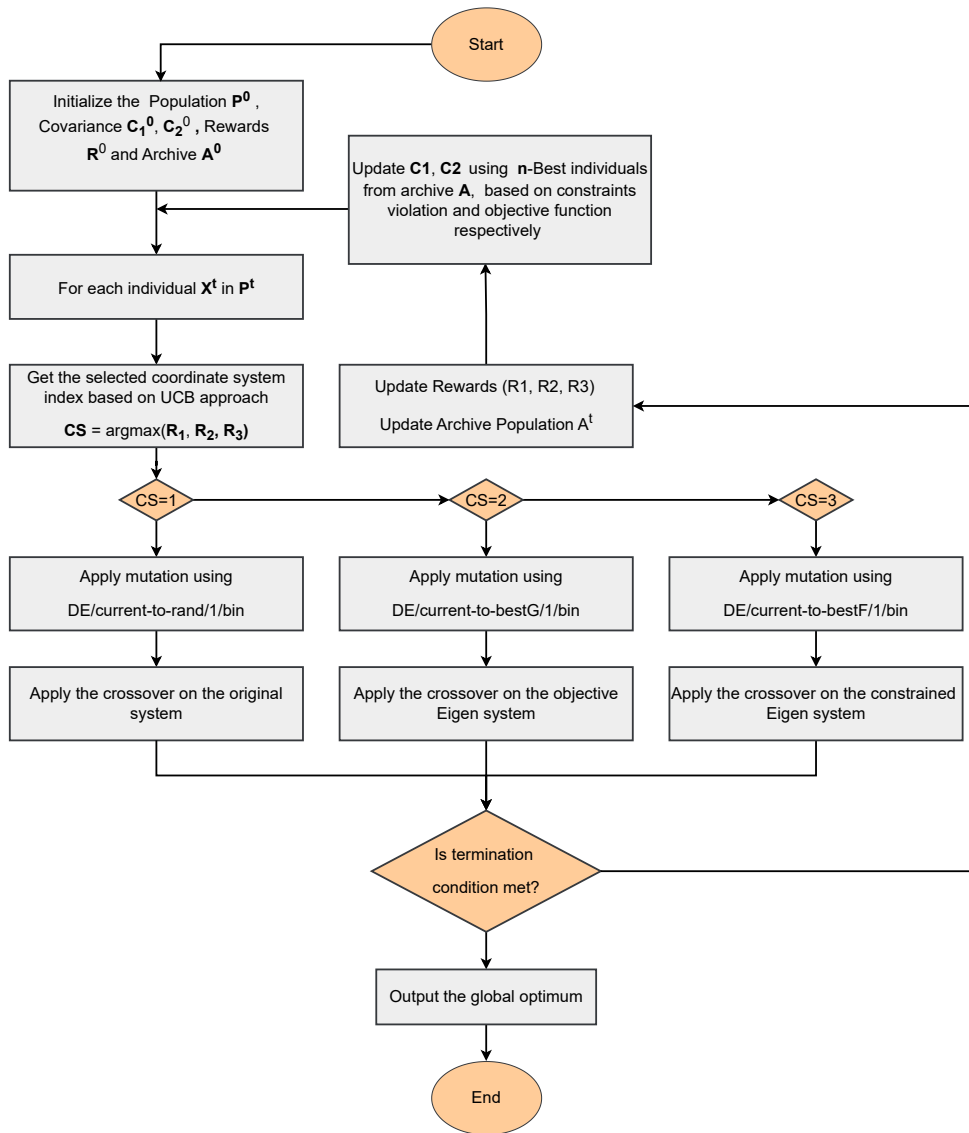 Start
Initialize the Population P⁰ ,
Covariance C₁⁰, C₂⁰ , Rewards
R⁰ and Archive A⁰
Update C1, C2 using n-Best individuals
from archive A, based on constraints
violation and objective function
respectively
For each individual Xᵗ in Pᵗ
Get the selected coordinate system
index based on UCB approach
CS = argmax(R₁, R₂, R₃)
Update Rewards (R1, R2, R3)
Update Archive Population Aᵗ
CS=1
CS=2
CS=3
Apply mutation using
DE/current-to-rand/1/bin
Apply mutation using
DE/current-to-bestG/1/bin
Apply mutation using
DE/current-to-bestF/1/bin
Apply the crossover on the original
system
Apply the crossover on the objective
Eigen system
Apply the crossover on the constrained
Eigen system
Is termination
condition met?
Output the global optimum
End